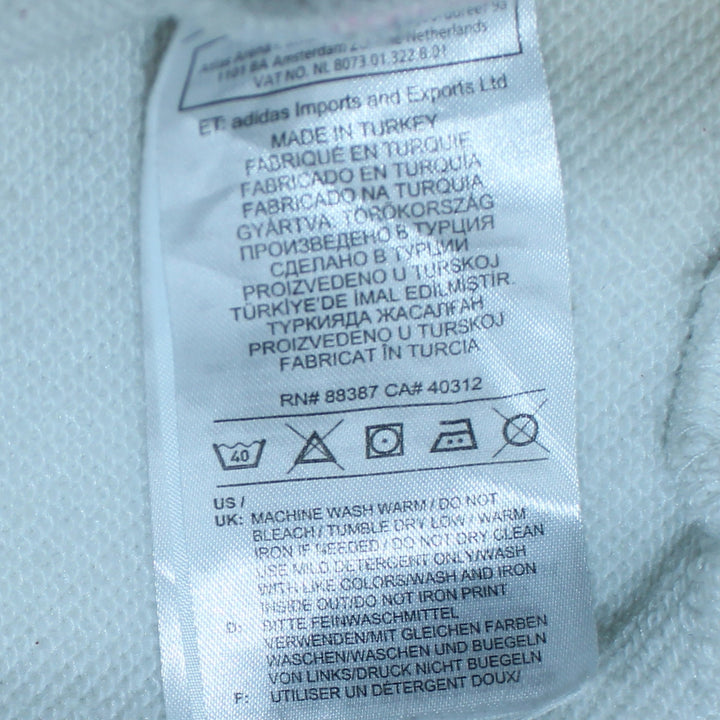 1101 BA Amsterdam Netherlands
VAT NO. NL 8073.01.322.B.01
ET: adidas Imports and Exports Ltd
MADE IN TURKEY
FABRIQUÉ EN TURQUIE
FABRICADO EN TURQUÍA
FABRICADO NA TURQUIA
GYÁRTVA: TÖRÖKORSZÁG
ПРОИЗВЕДЕНО В ТУРЦИЯ
СДЕЛАНО В ТУРЦИИ
PROIZVEDENO U TURSKOJ
TÜRKİYE'DE İMAL EDİLMİŞTİR.
ТУРКИЯДА ЖАСАЛҒАН
PROIZVEDENO U TURSKOJ
FABRICAT ÎN TURCIA
RN# 88387 CA# 40312
40
US /
UK: MACHINE WASH WARM / DO NOT
BLEACH / TUMBLE DRY LOW / WARM
IRON IF NEEDED / DO NOT DRY CLEAN
USE MILD DETERGENT ONLY/WASH
WITH LIKE COLORS/WASH AND IRON
INSIDE OUT/DO NOT IRON PRINT
D: BITTE FEINWASCHMITTEL
VERWENDEN/MIT GLEICHEN FARBEN
WASCHEN/WASCHEN UND BUEGELN
VON LINKS/DRUCK NICHT BUEGELN
F: UTILISER UN DÉTERGENT DOUX/